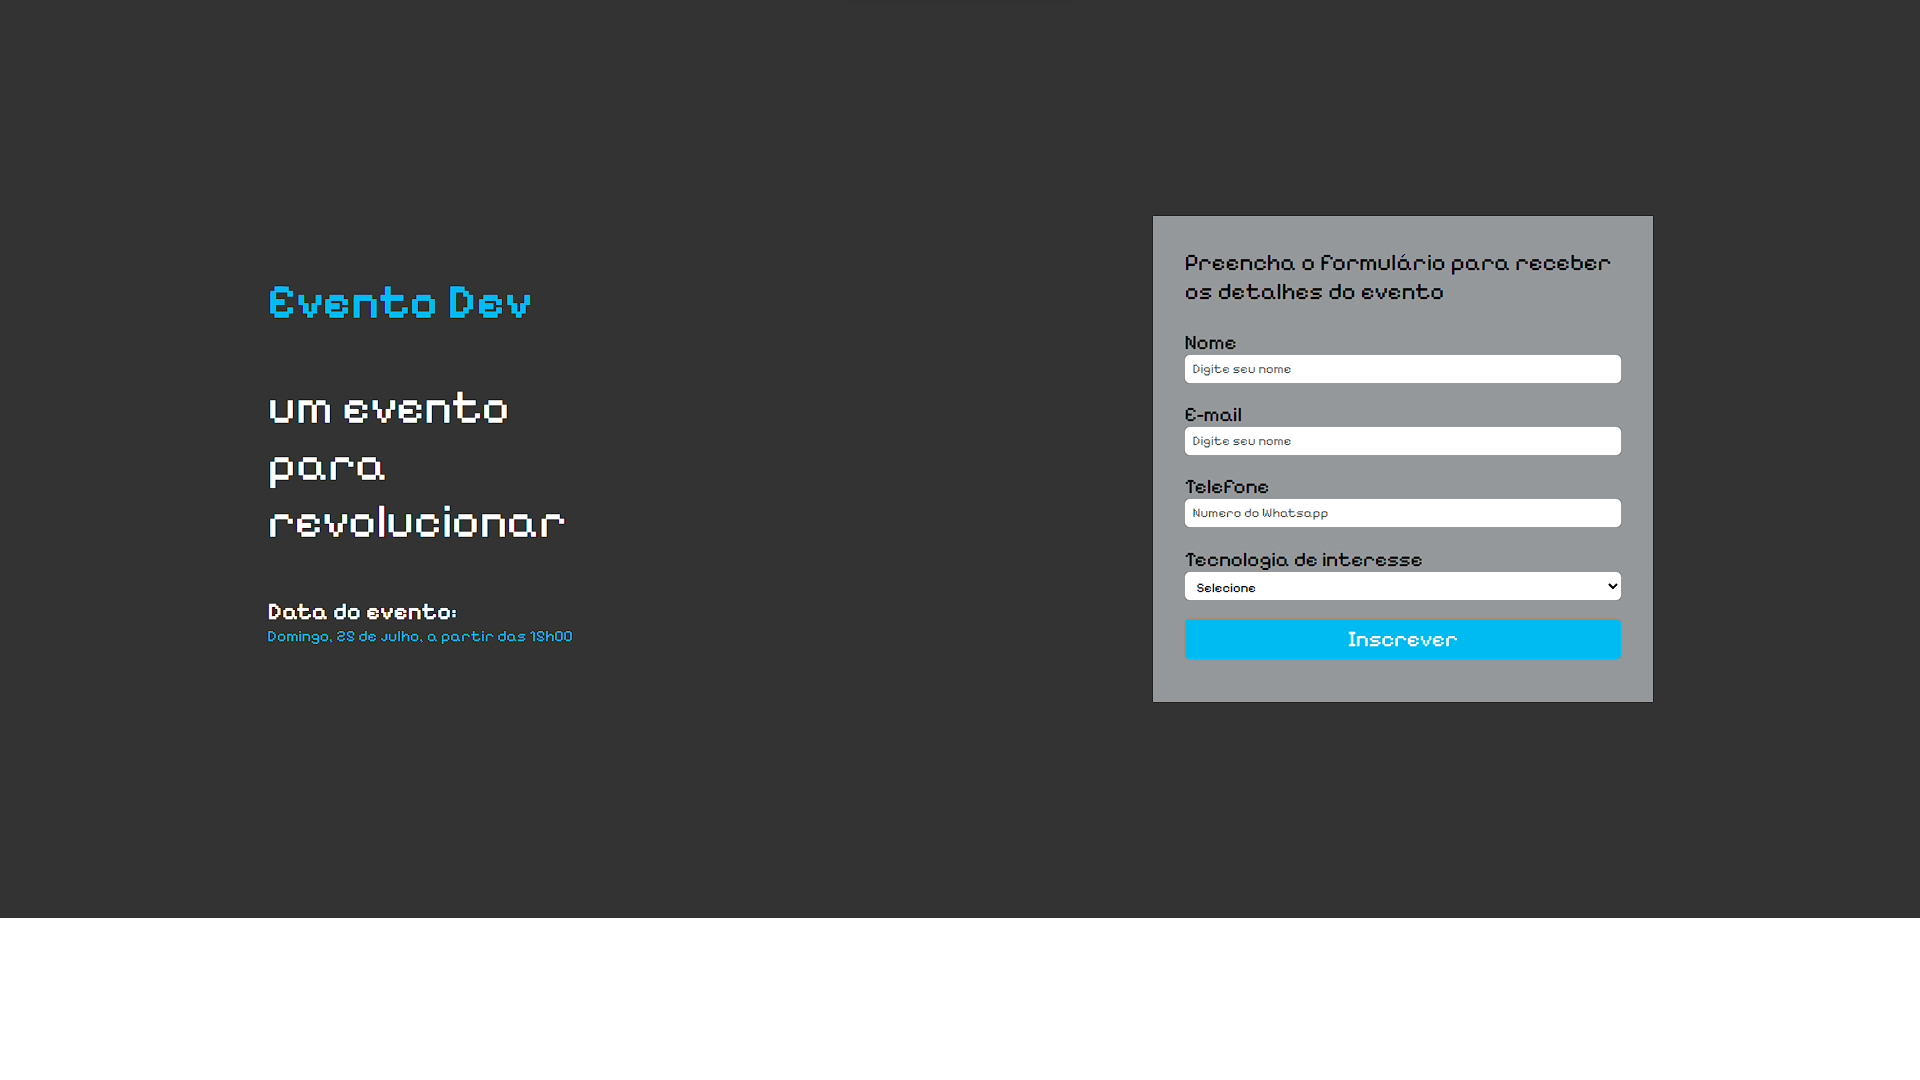 Evento Dev
um evento
para
revolucionar
Data do evento:
Domingo, 28 de Julho, a partir das 18h00
Preencha o formulário para receber
os detalhes do evento
Nome
Digite seu nome
E-mail
Digite seu nome
Telefone
Numero do Whatsapp
Tecnologia de interesse
Selecione
Inscrever